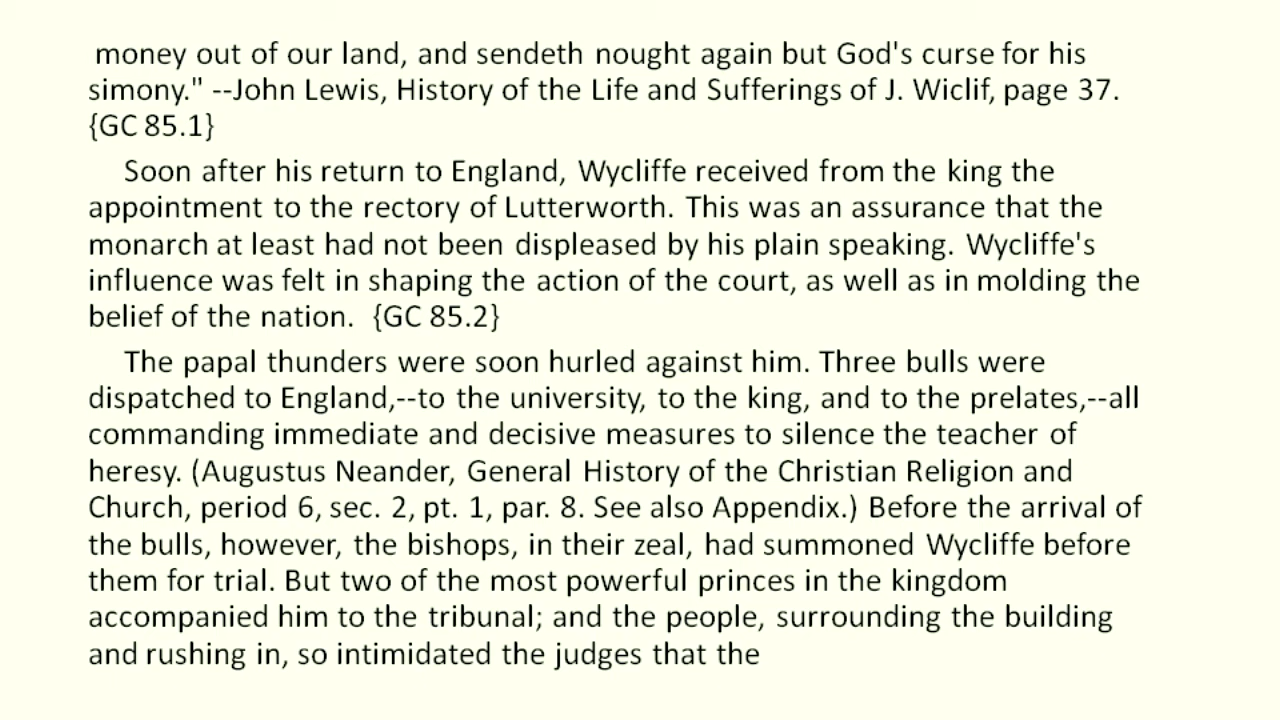 money out of our land, and sendeth nought again but God's curse for his
simony." --John Lewis, History of the Life and Sufferings of J. Wiclif, page 37.
{GC 85.1}
Soon after his return to England, Wycliffe received from the king the
appointment to the rectory of Lutterworth. This was an assurance that the
monarch at least had not been displeased by his plain speaking. Wycliffe's
influence was felt in shaping the action of the court, as well as in molding the
belief of the nation.  {GC 85.2}
The papal thunders were soon hurled against him. Three bulls were
dispatched to England,--to the university, to the king, and to the prelates,--all
commanding immediate and decisive measures to silence the teacher of
heresy. (Augustus Neander, General History of the Christian Religion and
Church, period 6, sec. 2, pt. 1, par. 8. See also Appendix.) Before the arrival of
the bulls, however, the bishops, in their zeal, had summoned Wycliffe before
them for trial. But two of the most powerful princes in the kingdom
accompanied him to the tribunal; and the people, surrounding the building
and rushing in, so intimidated the judges that the